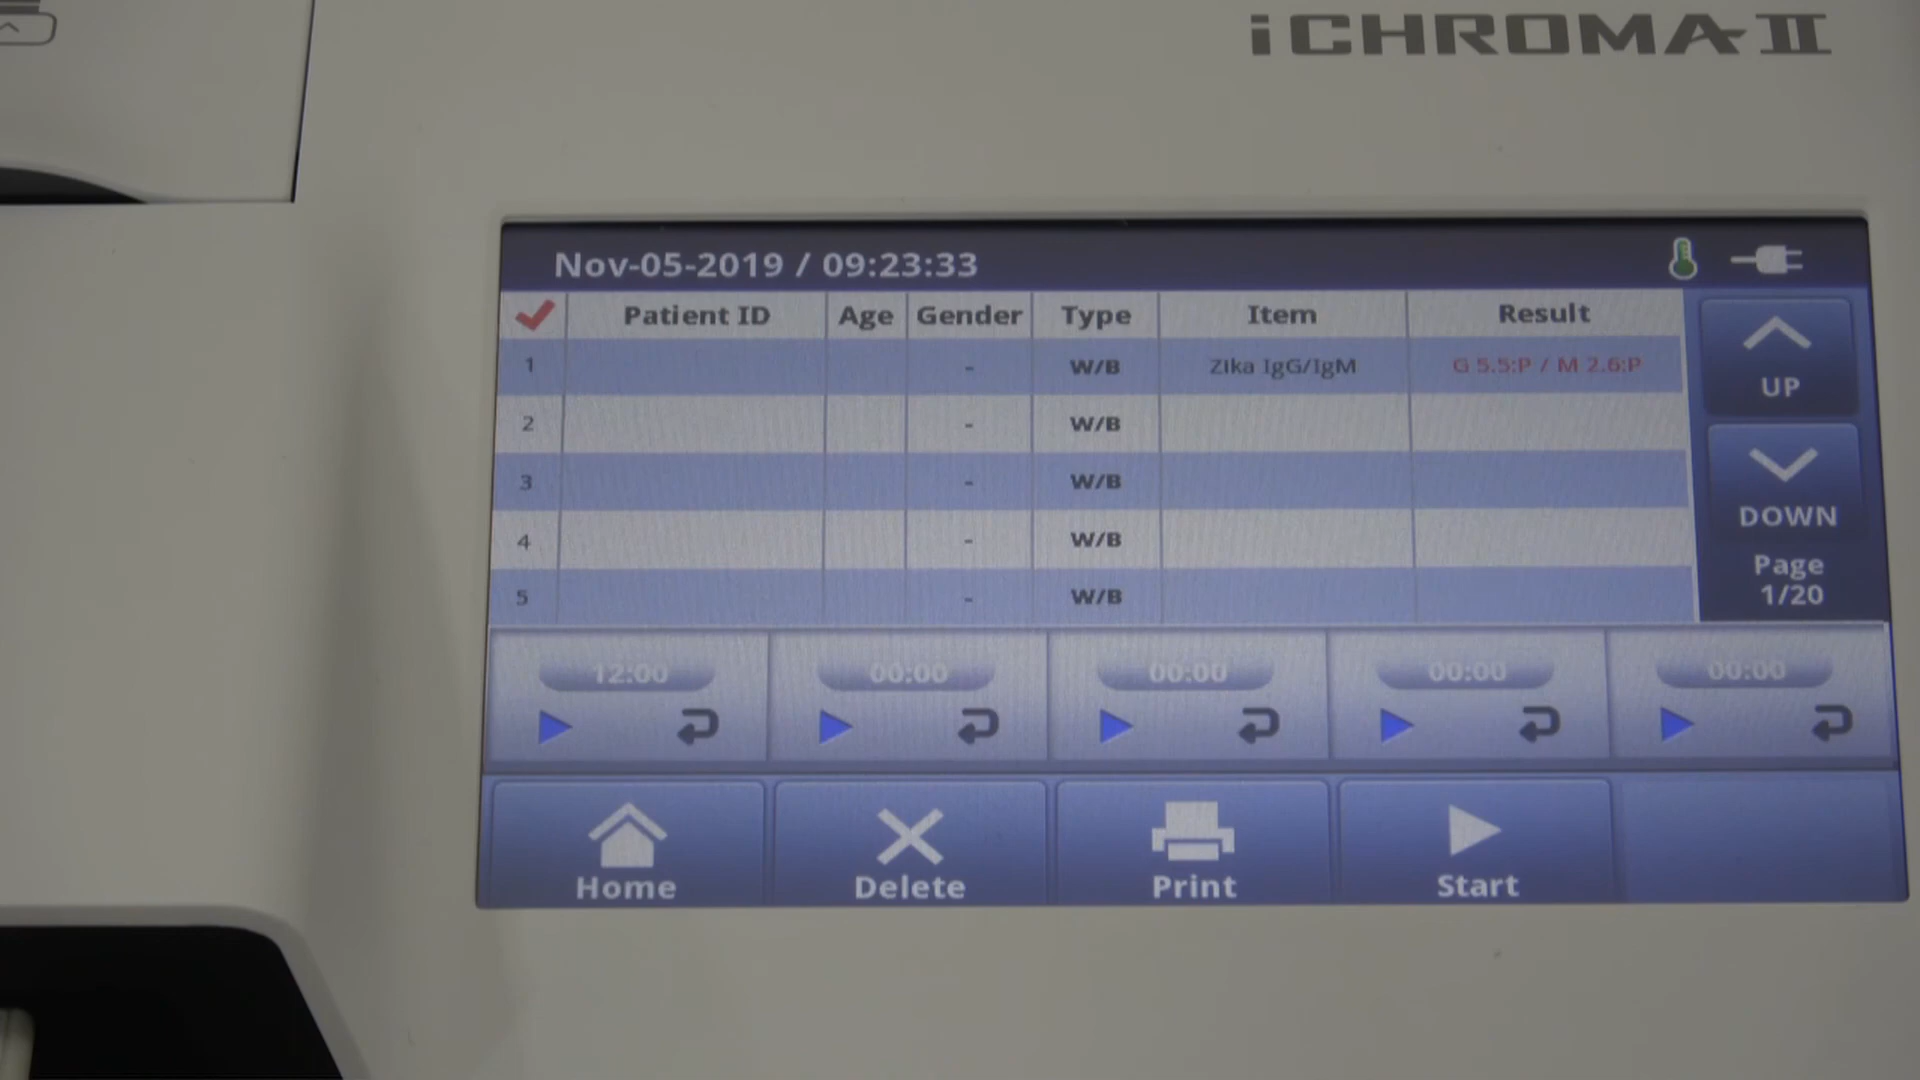 iCHROMA-II
Nov-05-2019 / 09:23:33
Patient ID Age Gender Type Item Result
1 - W/B Zika IgG/IgM G 5.5:P / M 2.6:P
2 - W/B
3 - W/B
4 - W/B
5 - W/B
UP
DOWN
Page
1/20
12:00 00:00 00:00 00:00 00:00
Home Delete Print Start